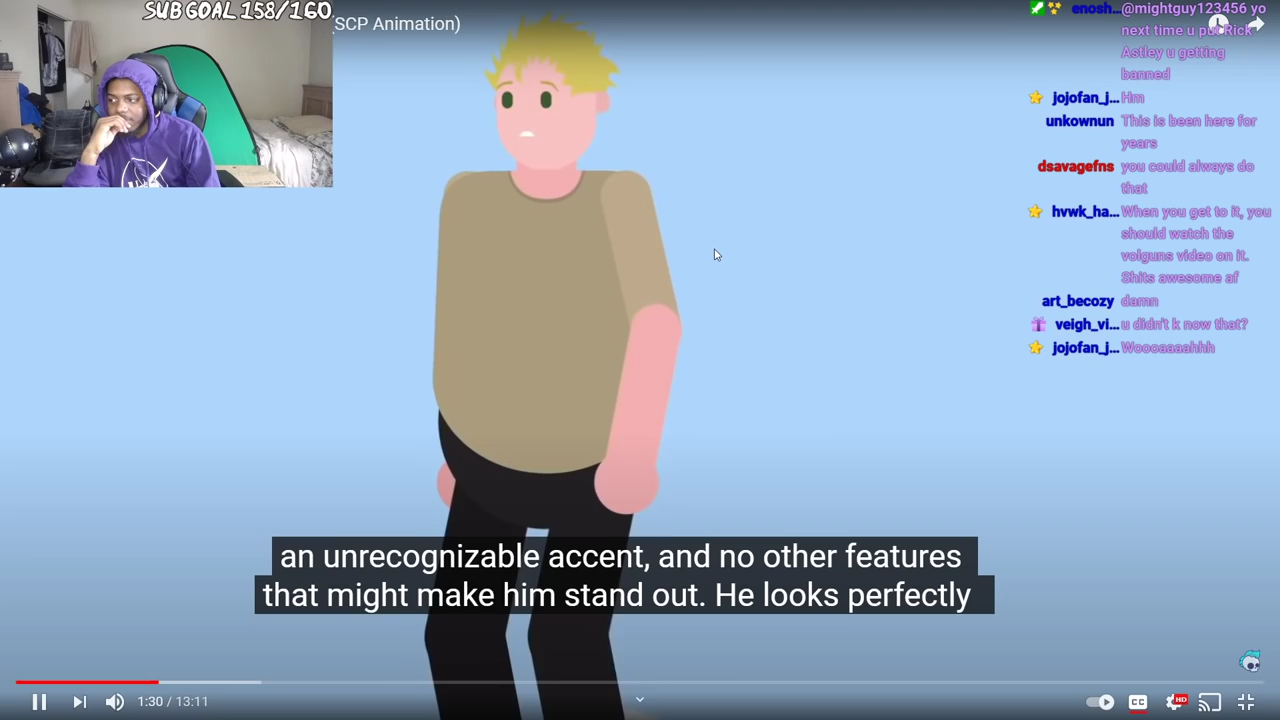 SUB GOAL 158/160
SCP Animation)
enosh... @mightguy123456 yo
next time u put Rick
Astley u getting
banned
jojofan_j... Hm
unkownun This is been here for
years
dsavagefns you could always do
that
hvwk_ha... When you get to it, you
should watch the
volguns video on it.
Shits awesome af
art_becozy damn
veigh_vi... u didn't k now that?
jojofan_j... Woooaaaahhh
an unrecognizable accent, and no other features
that might make him stand out. He looks perfectly
1:30 / 13:11
CC
HD